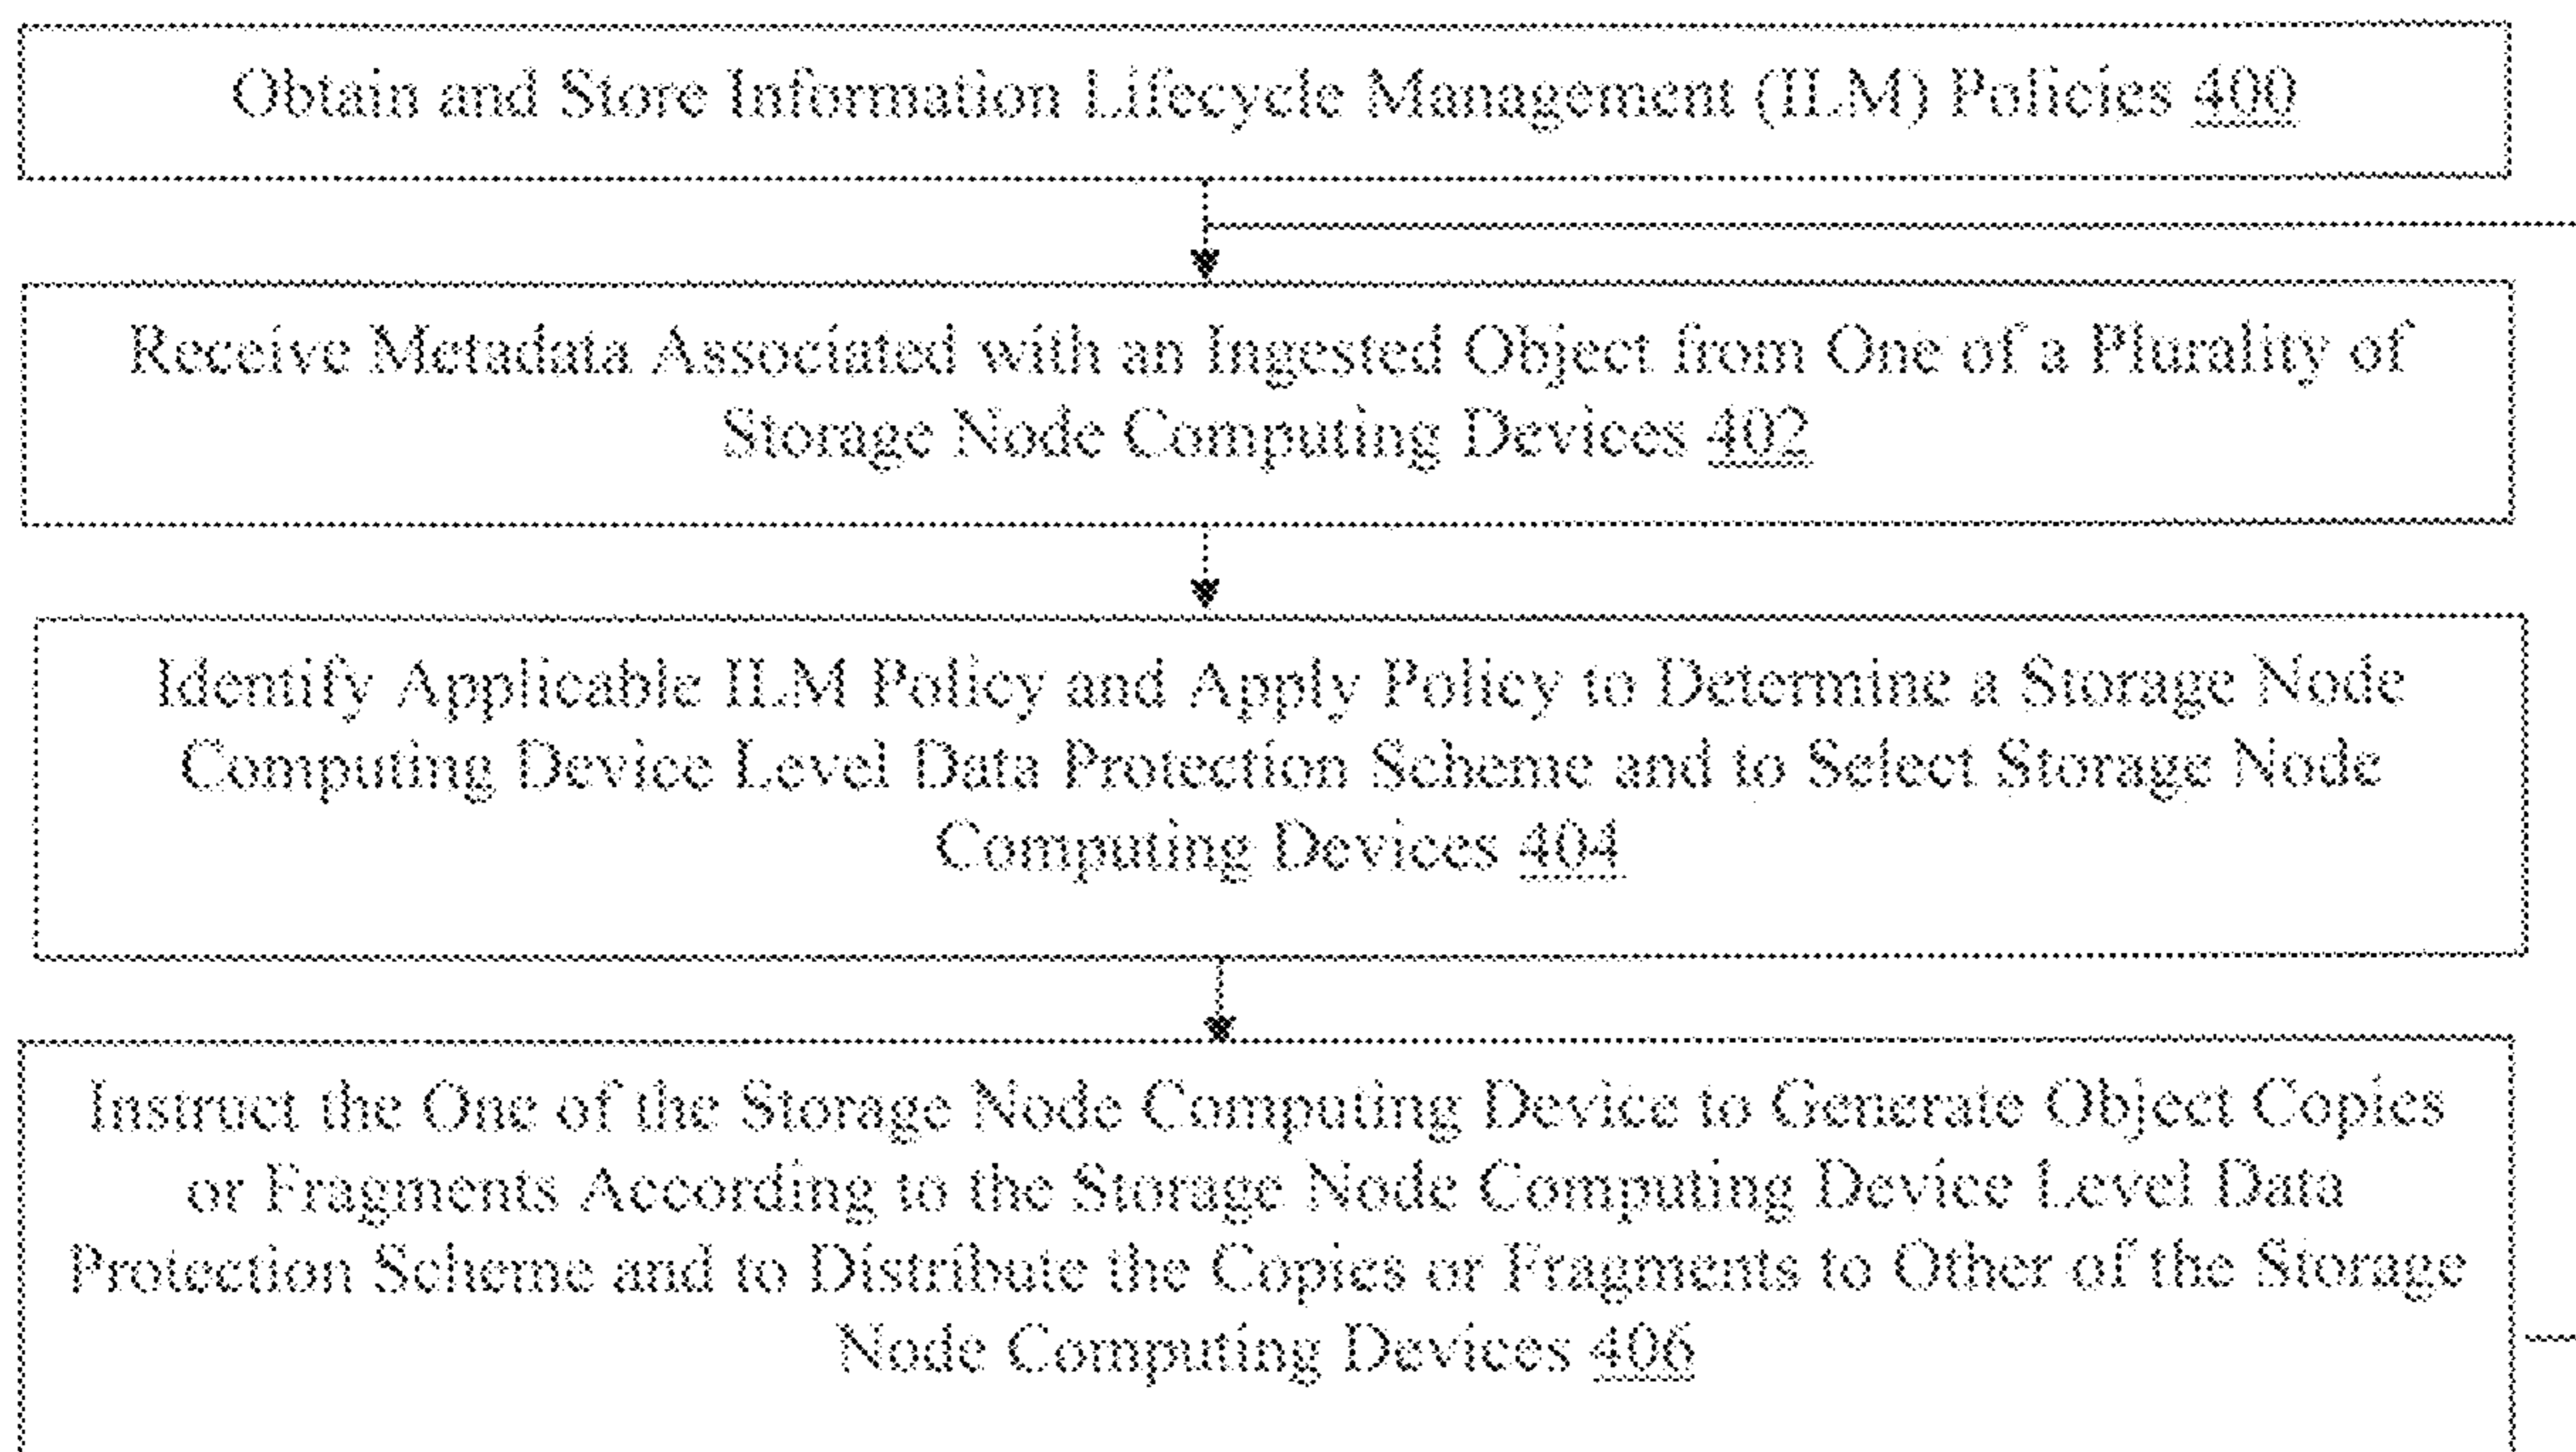 Obtain and Store Information Lifecycle Management (ILM) Policies 400
Receive Metadata Associated with an Ingested Object from One of a Plurality of
Storage Node Computing Devices 402
Identify Applicable ILM Policy and Apply Policy to Determine a Storage Node
Computing Device Level Data Protection Scheme and to Select Storage Node
Computing Devices 404
Instruct the One of the Storage Node Computing Device to Generate Object Copies
or Fragments According to the Storage Node Computing Device Level Data
Protection Scheme and to Distribute the Copies or Fragments to Other of the Storage
Node Computing Devices 406